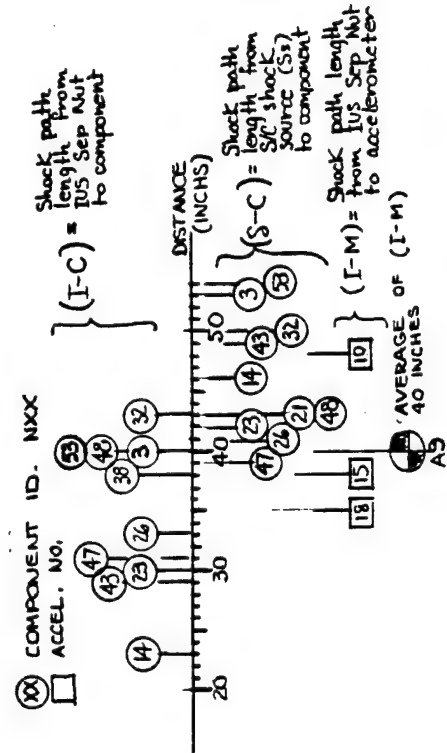 XX COMPONENT ID. NXX
ACCEL. NO.
(I-C) = Shock path
length from
IUS Sep Nut
to component
53
47 48
43 38 32
14 23 26 3
DISTANCE
(INCHS)
20 30 40 50
47 26 23 14 43 3
21 32 53
48
(S-C) = Shock path
length from
S/C shock
source (S2)
to component
18 15 10
(I-M) = Shock path length
from IUS Sep Nut
to accelerometer
AVERAGE OF (I-M)
40 INCHES
A9